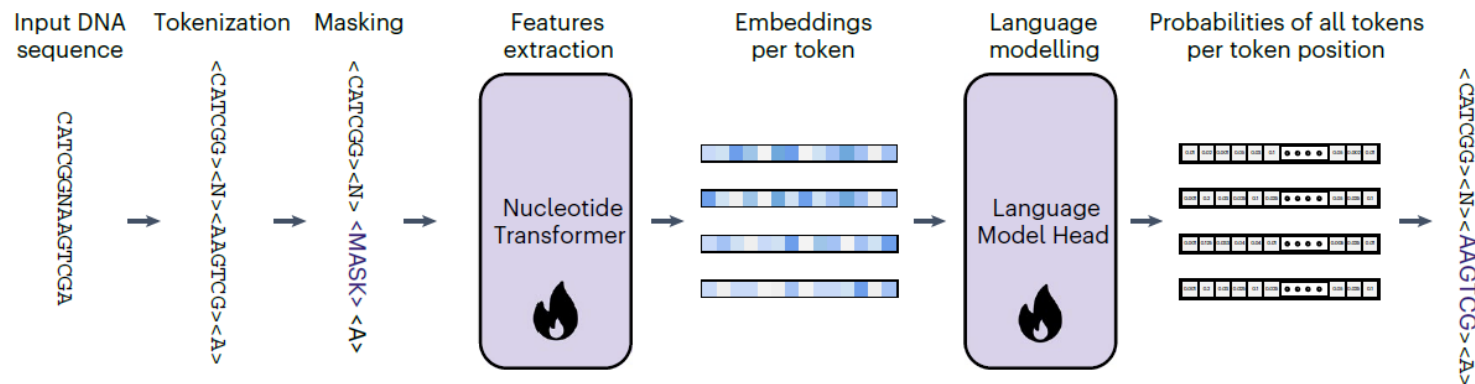 Input DNA
sequence
Tokenization
Masking
Features
extraction
Embeddings
per token
Language
modelling
Probabilities of all tokens
per token position
CATCGGNAAGTCGA
<CATCGG><N><AAGTCG><A>
<CATCGG><N> <MASK> <A>
Nucleotide
Transformer
Language
Model Head
<CATCGG><N><AAGTCG><A>